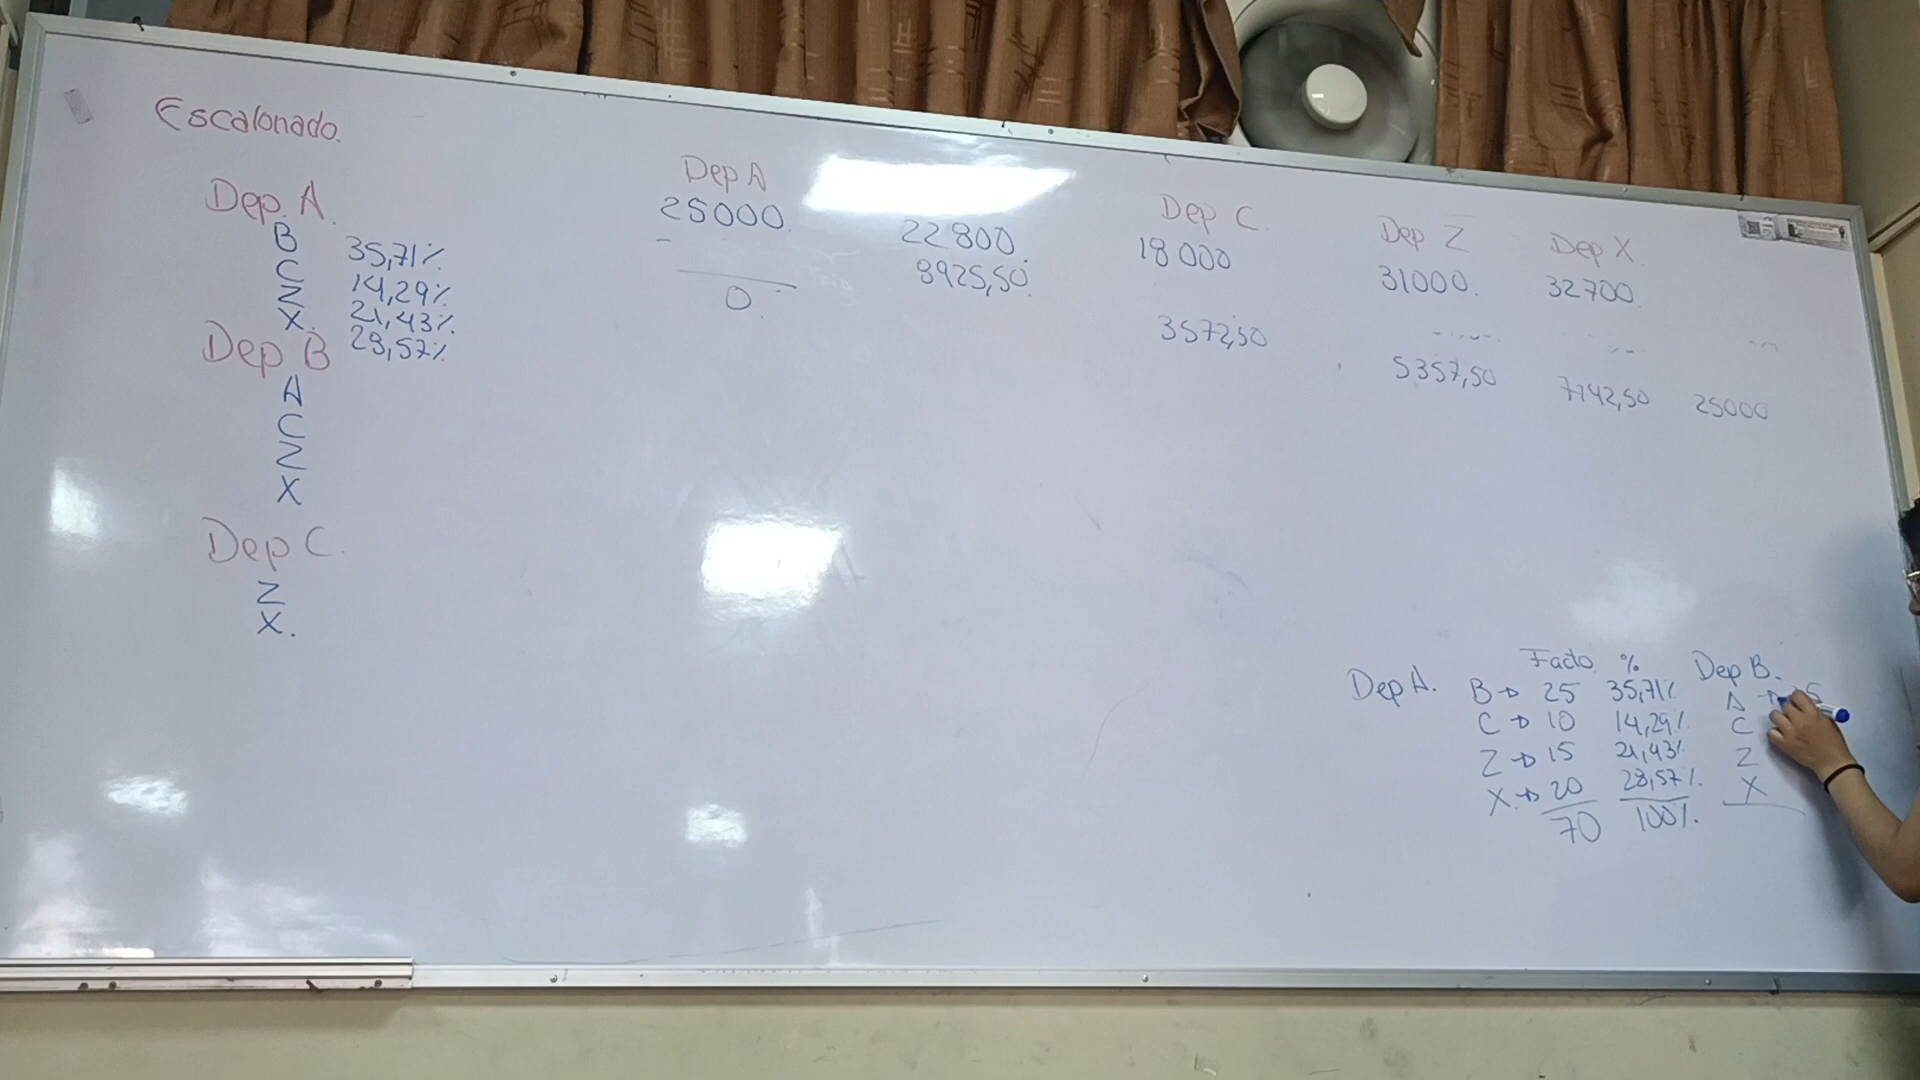 Escalonado.
Dep. A.
B 35,71%
C 14,29%
Z 21,43%
X. 28,57%
Dep B
A
C
Z
X
Dep C.
Z
X.
Dep A Dep C. Dep Z Dep X
25000. 22800. 18000 31000. 32700.
- 8925,50.
0. 3572,50
5357,50 7142,50 25000
Facto. %
Dep A. B → 25 35,71%
C → 10 14,29%
Z → 15 21,43%
X. → 20 28,57%
70 100%.
Dep B.
A →
C
Z
X